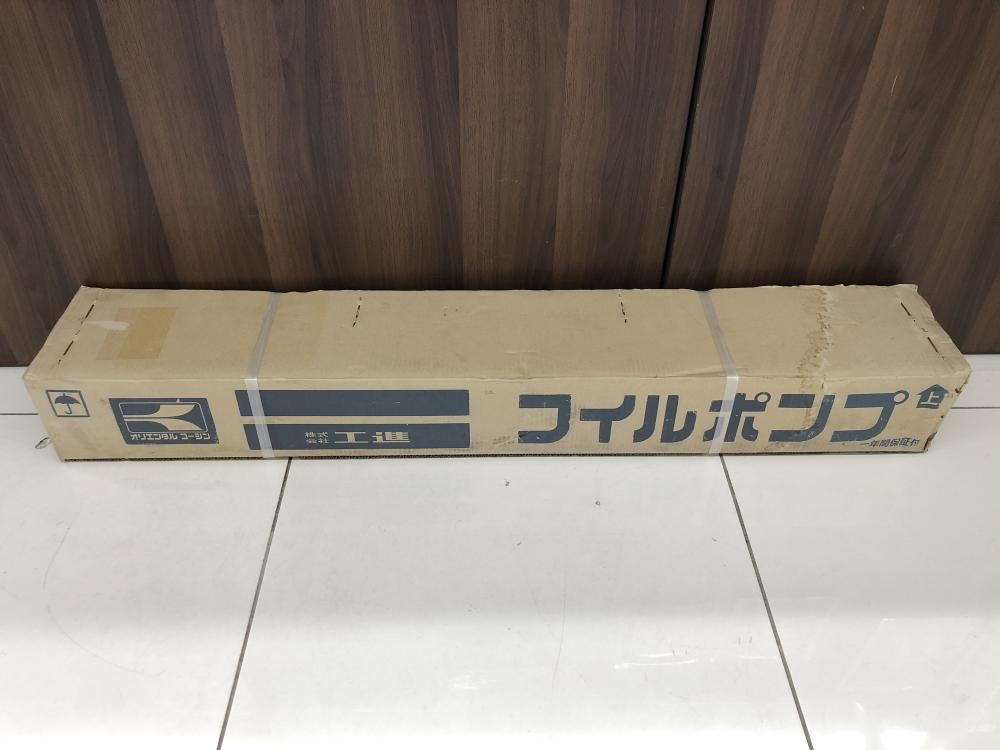 オリエンタル コーシン
株式会社 工進
フイルポンプ
上
一年間保証付